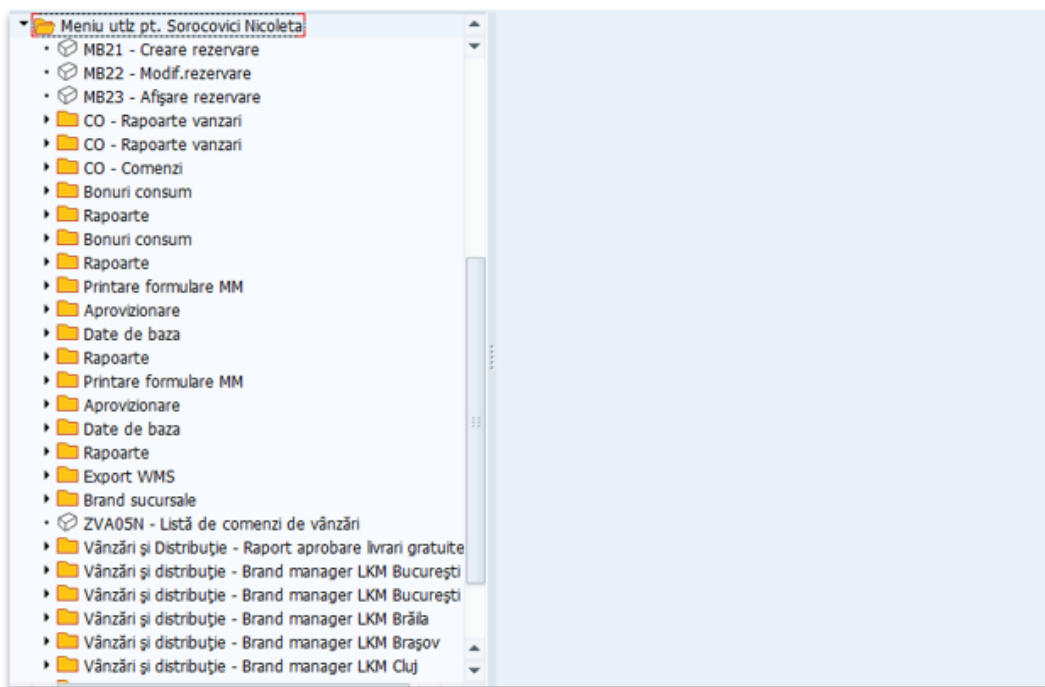 Meniu utlz pt. Sorocovici Nicoleta
MB21 - Creare rezervare
MB22 - Modif.rezervare
MB23 - Afişare rezervare
CO - Rapoarte vanzari
CO - Rapoarte vanzari
CO - Comenzi
Bonuri consum
Rapoarte
Bonuri consum
Rapoarte
Printare formulare MM
Aprovizionare
Date de baza
Rapoarte
Printare formulare MM
Aprovizionare
Date de baza
Rapoarte
Export WMS
Brand sucursale
ZVA05N - Listă de comenzi de vânzări
Vânzări şi Distribuţie - Raport aprobare livrari gratuite
Vânzări şi distribuţie - Brand manager LKM Bucureşti
Vânzări şi distribuţie - Brand manager LKM Bucureşti
Vânzări şi distribuţie - Brand manager LKM Brăila
Vânzări şi distribuţie - Brand manager LKM Braşov
Vânzări şi distribuţie - Brand manager LKM Cluj